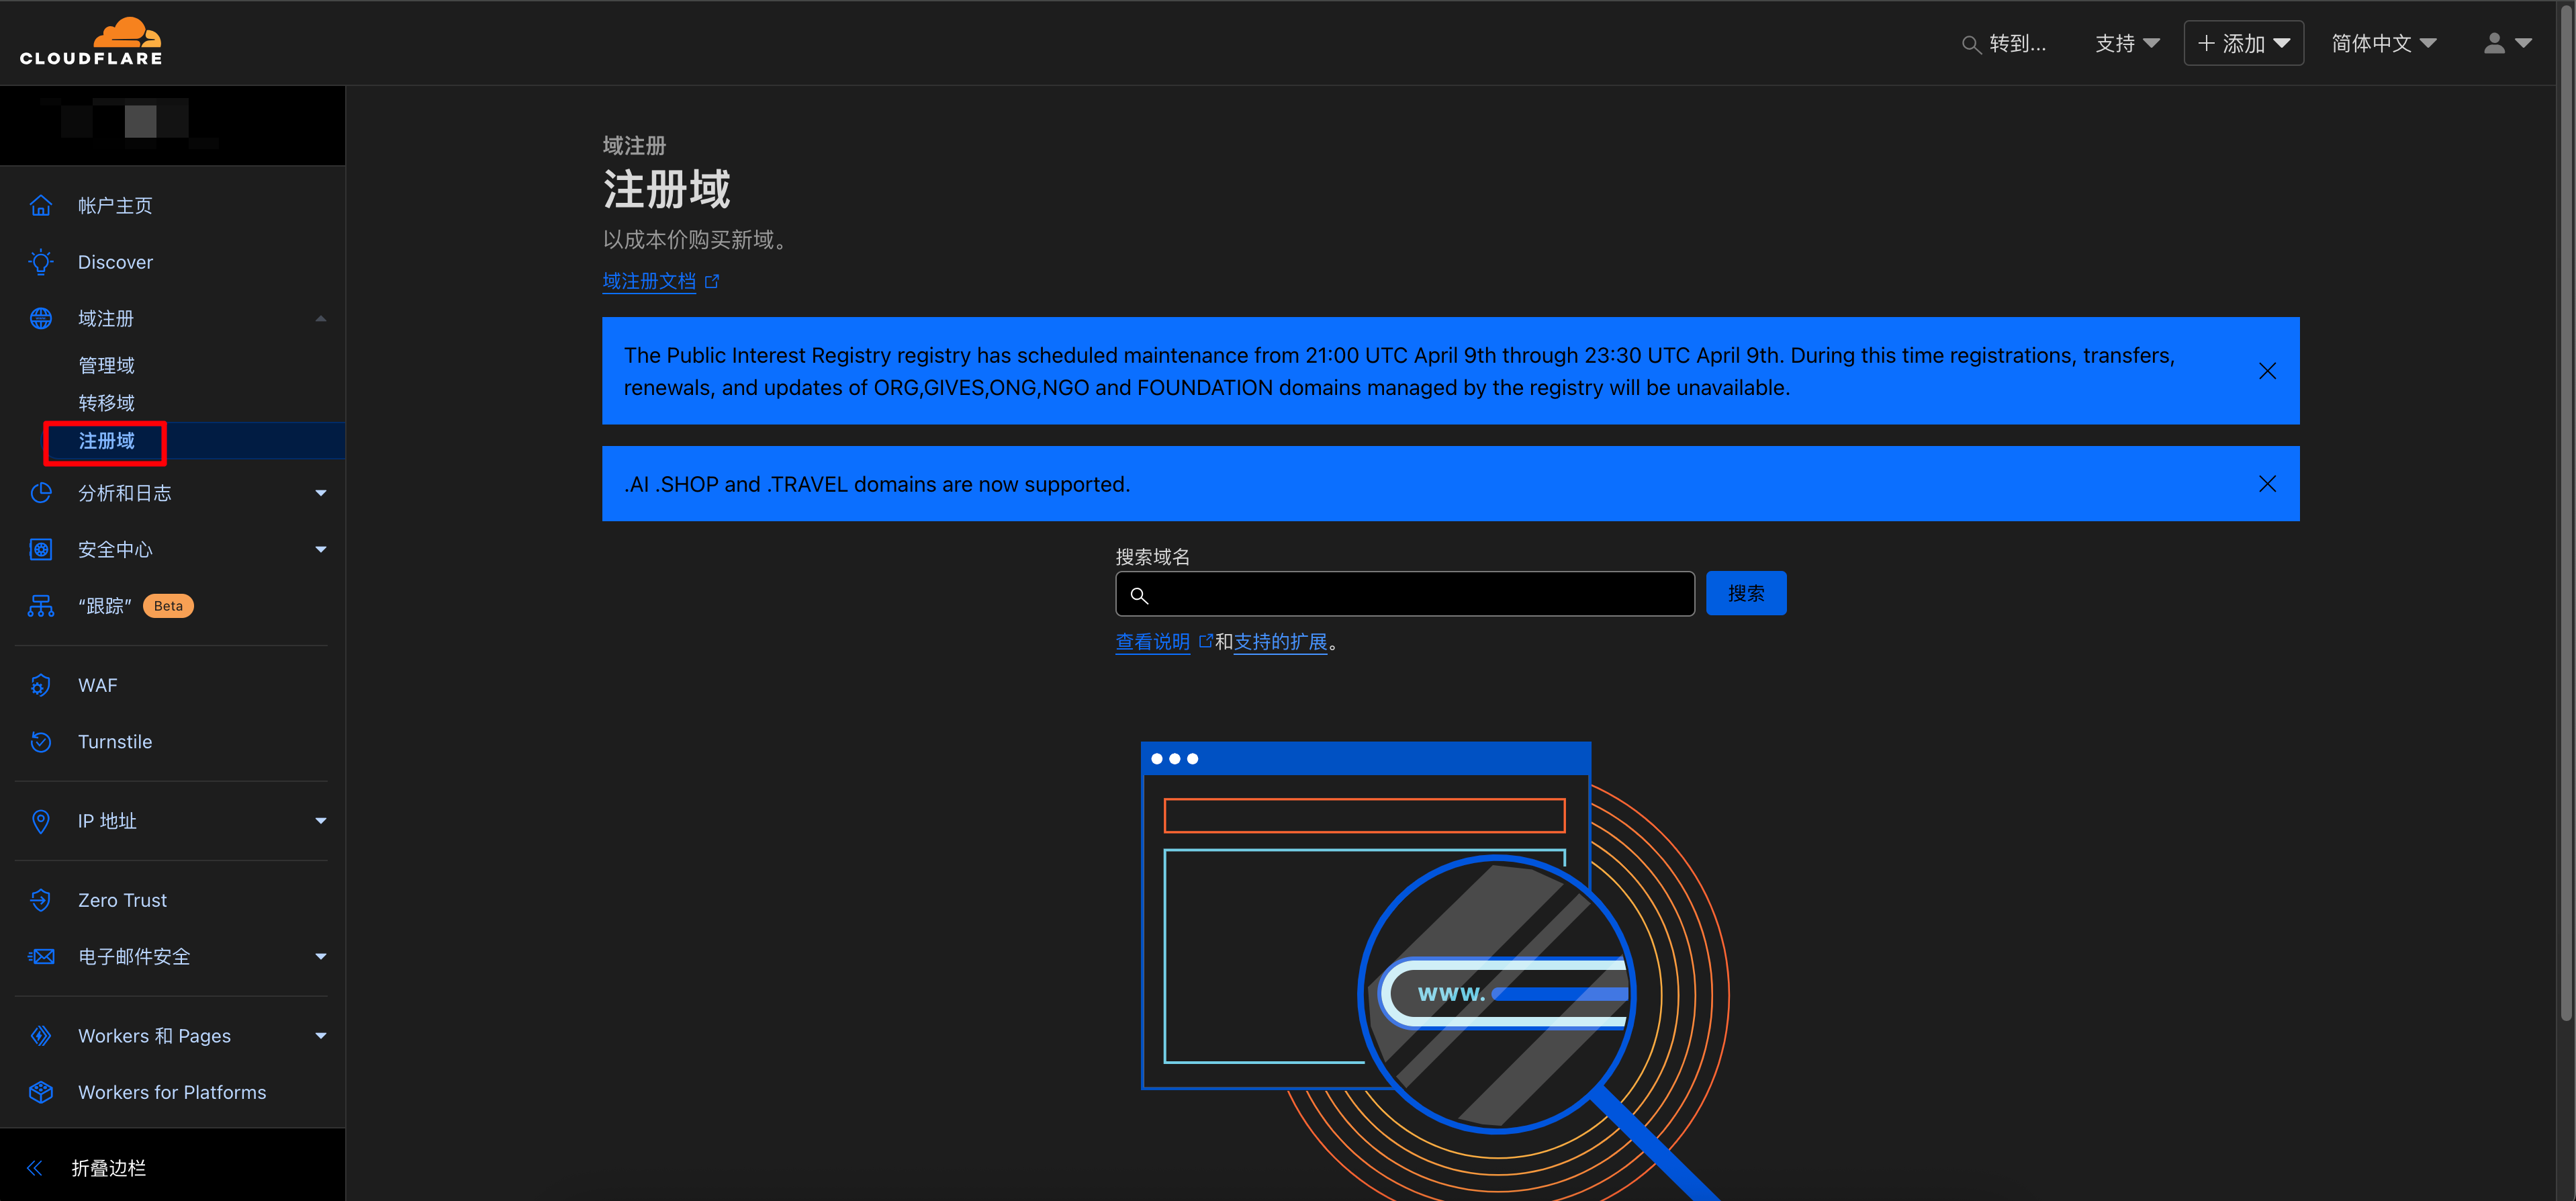 CLOUDFLARE
转到...
支持
添加
简体中文
帐户主页
Discover
域注册
管理域
转移域
注册域
分析和日志
安全中心
“跟踪” Beta
WAF
Turnstile
IP 地址
Zero Trust
电子邮件安全
Workers 和 Pages
Workers for Platforms
折叠边栏
域注册
注册域
以成本价购买新域。
域注册文档
The Public Interest Registry registry has scheduled maintenance from 21:00 UTC April 9th through 23:30 UTC April 9th. During this time registrations, transfers,
renewals, and updates of ORG,GIVES,ONG,NGO and FOUNDATION domains managed by the registry will be unavailable.
.AI .SHOP and .TRAVEL domains are now supported.
搜索域名
搜索
查看说明 和支持的扩展。
www.